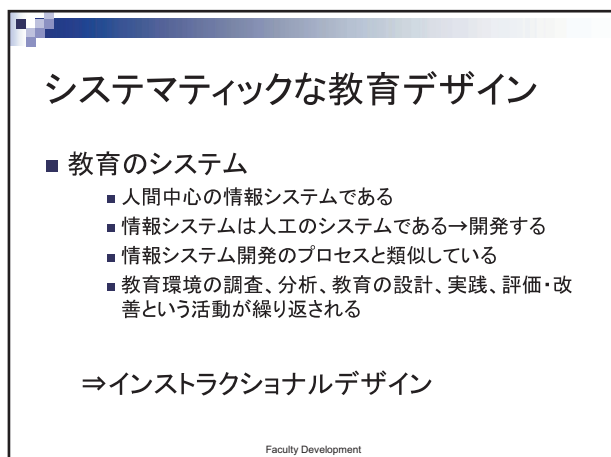 システマティックな教育デザイン
■ 教育のシステム
■ 人間中心の情報システムである
■ 情報システムは人工のシステムである→開発する
■ 情報システム開発のプロセスと類似している
■ 教育環境の調査、分析、教育の設計、実践、評価・改
善という活動が繰り返される
⇒インストラクショナルデザイン
Faculty Development